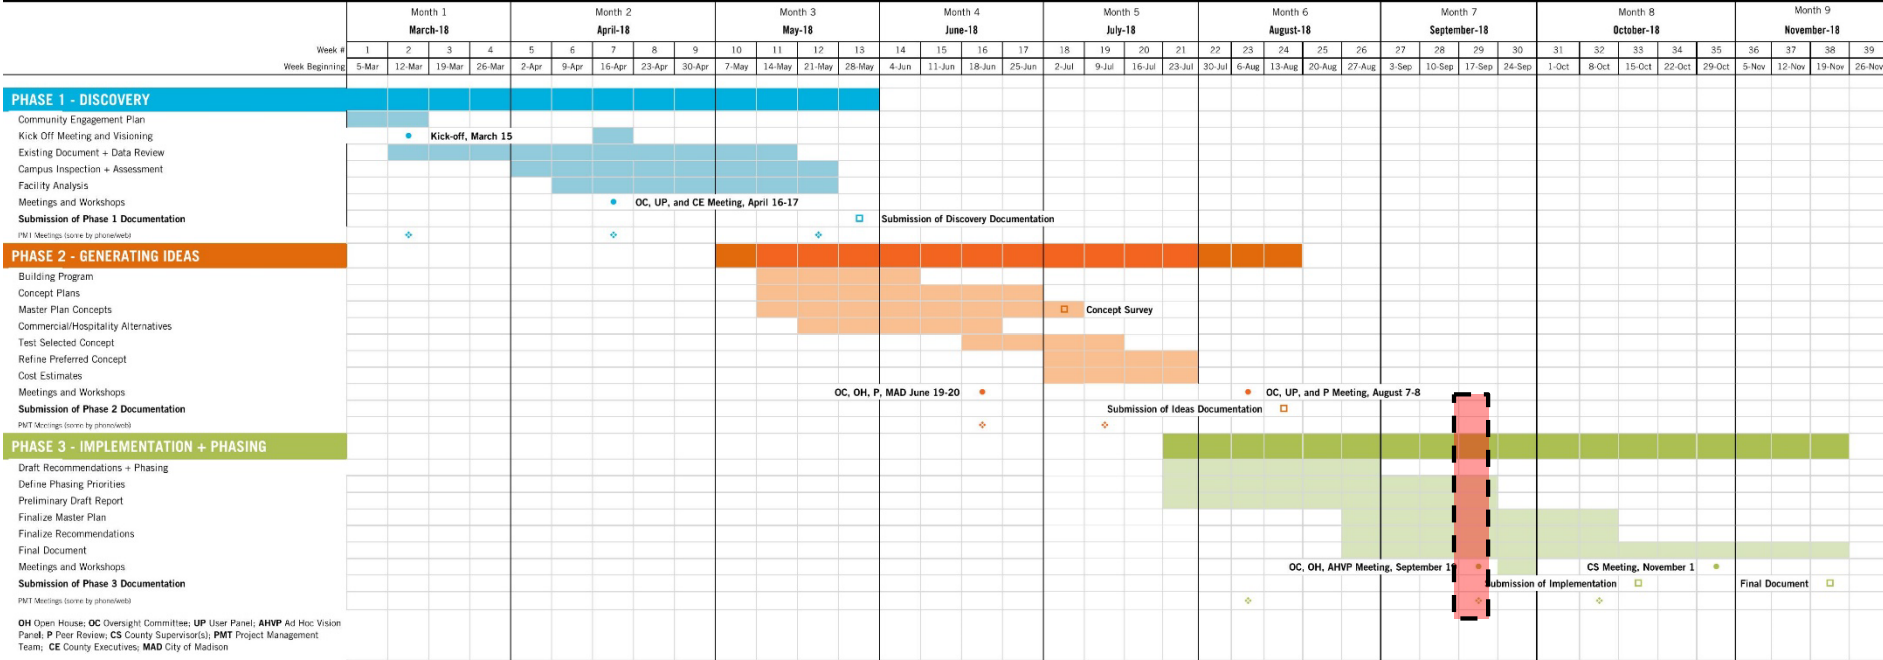 Month 1 Month 2 Month 3 Month 4 Month 5 Month 6 Month 7 Month 8 Month 9
March-18 April-18 May-18 June-18 July-18 August-18 September-18 October-18 November-18
Week # 1 2 3 4 5 6 7 8 9 10 11 12 13 14 15 16 17 18 19 20 21 22 23 24 25 26 27 28 29 30 31 32 33 34 35 36 37 38 39
Week Beginning 5-Mar 12-Mar 19-Mar 26-Mar 2-Apr 9-Apr 16-Apr 23-Apr 30-Apr 7-May 14-May 21-May 28-May 4-Jun 11-Jun 18-Jun 25-Jun 2-Jul 9-Jul 16-Jul 23-Jul 30-Jul 6-Aug 13-Aug 20-Aug 27-Aug 3-Sep 10-Sep 17-Sep 24-Sep 1-Oct 8-Oct 15-Oct 22-Oct 29-Oct 5-Nov 12-Nov 19-Nov 26-Nov
PHASE 1 - DISCOVERY
Community Engagement Plan
Kick Off Meeting and Visioning Kick-off, March 15
Existing Document + Data Review
Campus Inspection + Assessment
Facility Analysis
Meetings and Workshops OC, UP, and CE Meeting, April 16-17
Submission of Phase 1 Documentation Submission of Discovery Documentation
PMT Meetings (some by phone/web)
PHASE 2 - GENERATING IDEAS
Building Program
Concept Plans
Master Plan Concepts Concept Survey
Commercial/Hospitality Alternatives
Test Selected Concept
Refine Preferred Concept
Cost Estimates
Meetings and Workshops OC, OH, P, MAD June 19-20 OC, UP, and P Meeting, August 7-8
Submission of Phase 2 Documentation Submission of Ideas Documentation
PMT Meetings (some by phone/web)
PHASE 3 - IMPLEMENTATION + PHASING
Draft Recommendations + Phasing
Define Phasing Priorities
Preliminary Draft Report
Finalize Master Plan
Finalize Recommendations
Final Document
Meetings and Workshops OC, OH, AHVP Meeting, September CS Meeting, November 1
Submission of Phase 3 Documentation Submission of Implementation Final Document
PMT Meetings (some by phone/web)
OH Open House; OC Oversight Committee; UP User Panel; AHVP Ad Hoc Vision
Panel; P Peer Review; CS County Supervisor(s); PMT Project Management
Team; CE County Executives; MAD City of Madison